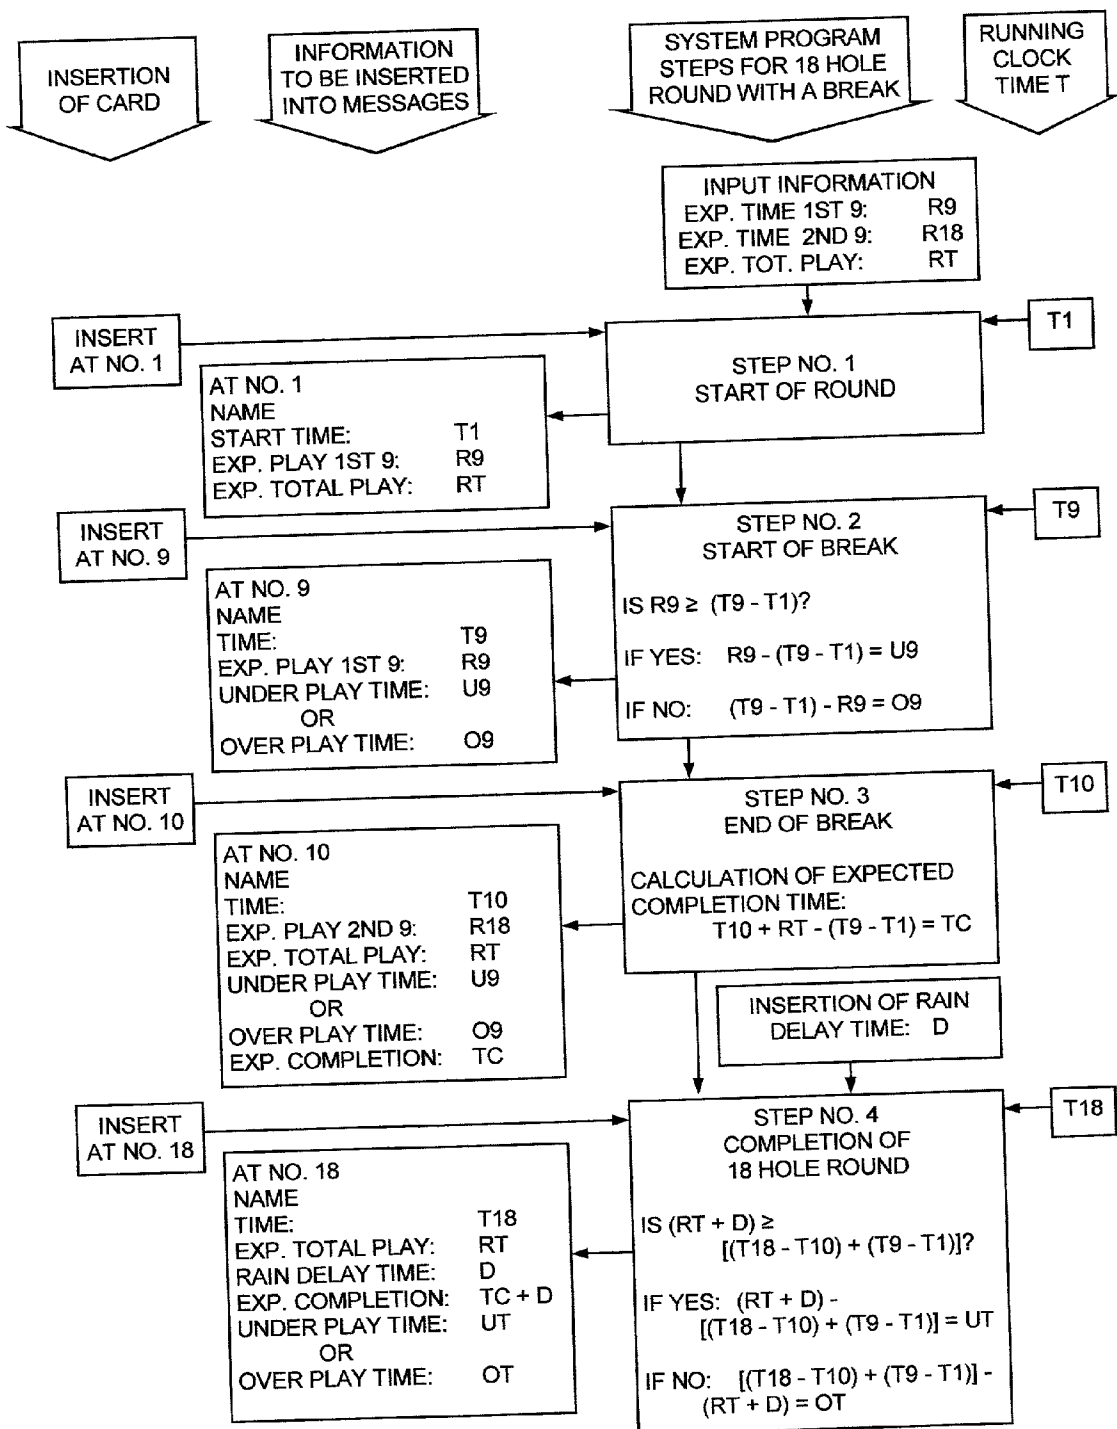 INSERTION
OF CARD
INFORMATION
TO BE INSERTED
INTO MESSAGES
SYSTEM PROGRAM
STEPS FOR 18 HOLE
ROUND WITH A BREAK
RUNNING
CLOCK
TIME T
INPUT INFORMATION
EXP. TIME 1ST 9: R9
EXP. TIME 2ND 9: R18
EXP. TOT. PLAY: RT
INSERT
AT NO. 1
STEP NO. 1
START OF ROUND
T1
AT NO. 1
NAME
START TIME: T1
EXP. PLAY 1ST 9: R9
EXP. TOTAL PLAY: RT
INSERT
AT NO. 9
STEP NO. 2
START OF BREAK
IS R9 ≥ (T9 - T1)?
IF YES: R9 - (T9 - T1) = U9
IF NO: (T9 - T1) - R9 = O9
T9
AT NO. 9
NAME
TIME: T9
EXP. PLAY 1ST 9: R9
UNDER PLAY TIME: U9
OR
OVER PLAY TIME: O9
INSERT
AT NO. 10
STEP NO. 3
END OF BREAK
CALCULATION OF EXPECTED
COMPLETION TIME:
T10 + RT - (T9 - T1) = TC
T10
AT NO. 10
NAME
TIME: T10
EXP. PLAY 2ND 9: R18
EXP. TOTAL PLAY: RT
UNDER PLAY TIME: U9
OR
OVER PLAY TIME: O9
EXP. COMPLETION: TC
INSERTION OF RAIN
DELAY TIME: D
INSERT
AT NO. 18
STEP NO. 4
COMPLETION OF
18 HOLE ROUND
IS (RT + D) ≥
[(T18 - T10) + (T9 - T1)]?
IF YES: (RT + D) -
[(T18 - T10) + (T9 - T1)] = UT
IF NO: [(T18 - T10) + (T9 - T1)] -
(RT + D) = OT
T18
AT NO. 18
NAME
TIME: T18
EXP. TOTAL PLAY: RT
RAIN DELAY TIME: D
EXP. COMPLETION: TC + D
UNDER PLAY TIME: UT
OR
OVER PLAY TIME: OT